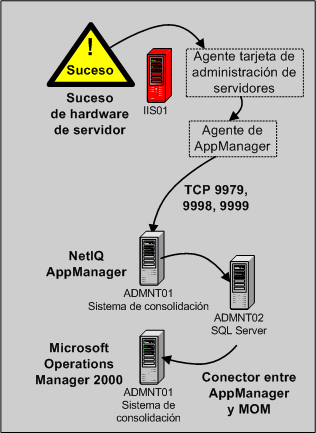 !
Suceso
Suceso
de hardware
de servidor
IIS01
Agente tarjeta de
administración de
servidores
Agente de
AppManager
TCP 9979,
9998, 9999
NetIQ
AppManager
ADMNT01
Sistema de consolidación
ADMNT02
SQL Server
Microsoft
Operations
Manager 2000
ADMNT01
Sistema de
consolidación
Conector entre
AppManager
y MOM